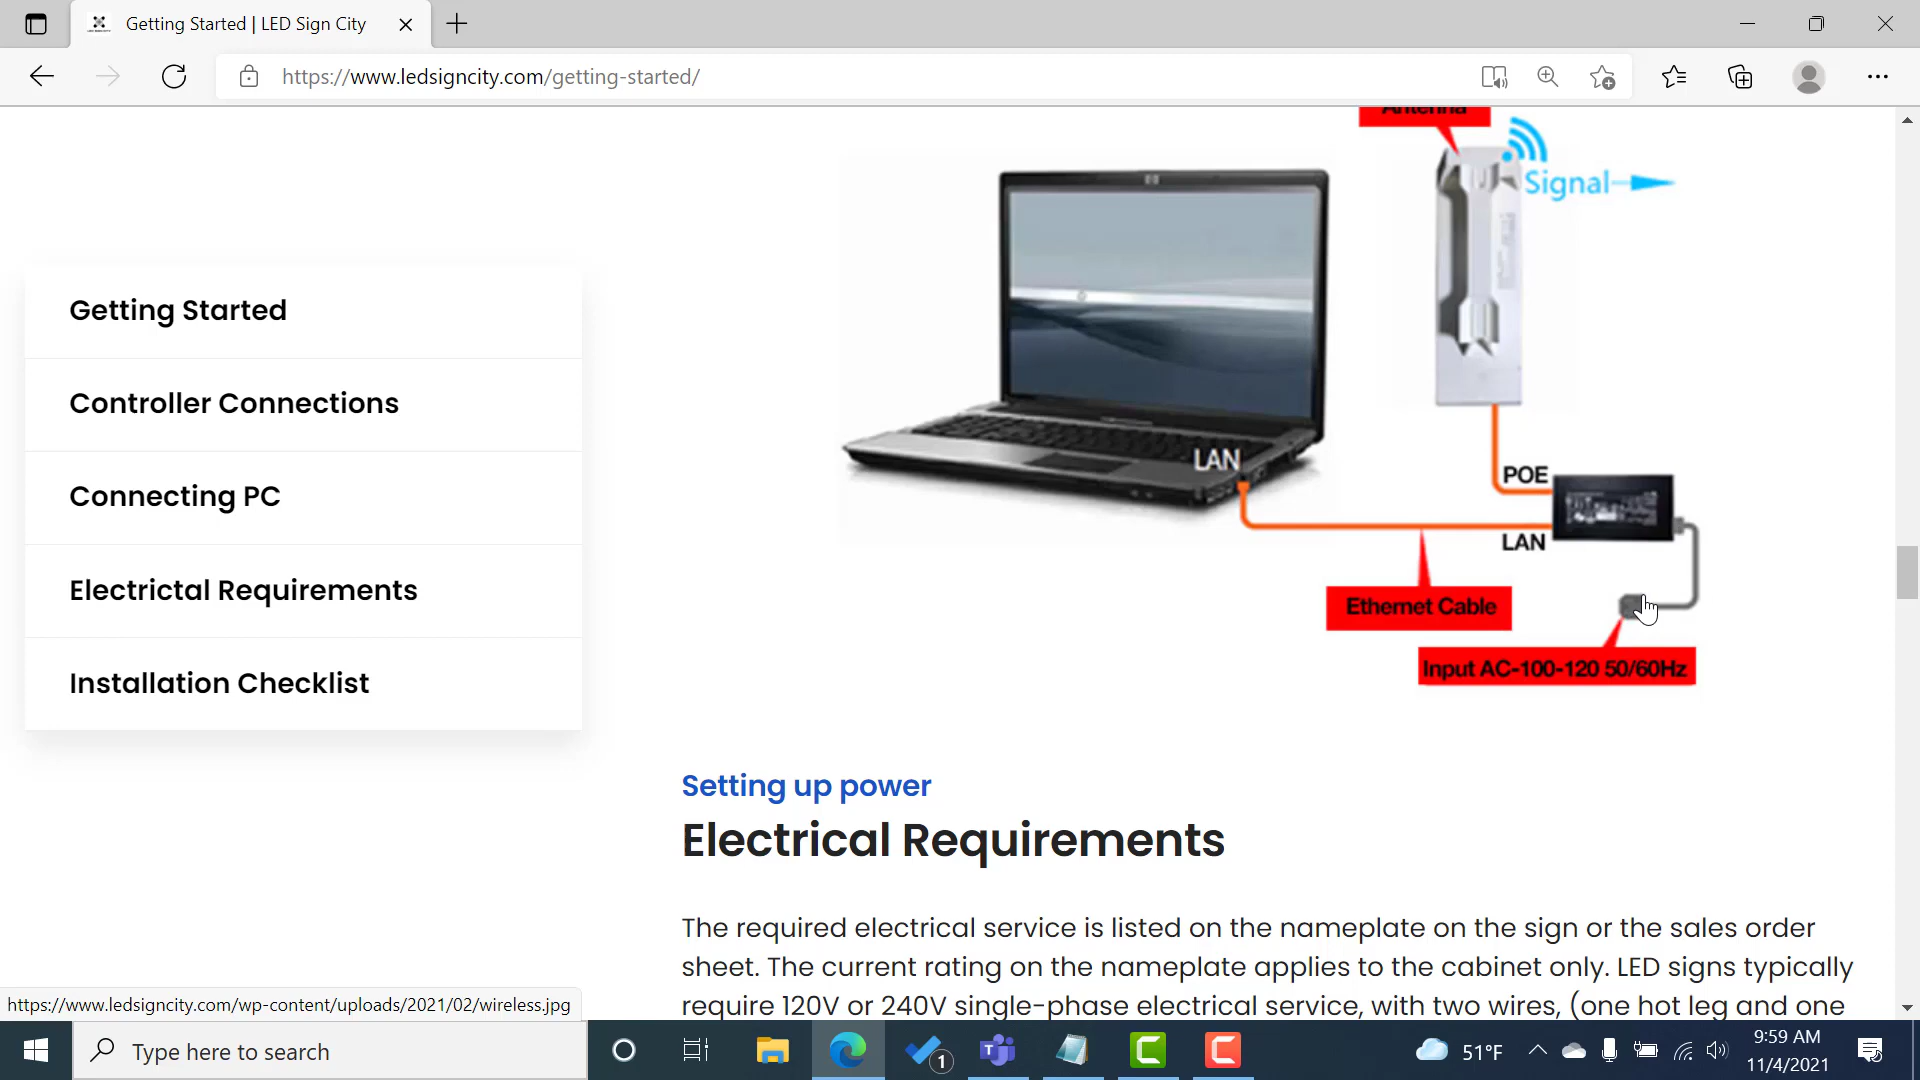 Getting Started | LED Sign City
https://www.ledsigncity.com/getting-started/
Antenna
Signal
LAN
POE
LAN
Ethernet Cable
Input AC-100-120 50/60Hz
Getting Started
Controller Connections
Connecting PC
Electrictal Requirements
Installation Checklist
Setting up power
Electrical Requirements
The required electrical service is listed on the nameplate on the sign or the sales order
sheet. The current rating on the nameplate applies to the cabinet only. LED signs typically
require 120V or 240V single-phase electrical service, with two wires, (one hot leg and one
https://www.ledsigncity.com/wp-content/uploads/2021/02/wireless.jpg
Type here to search
1
51°F
9:59 AM
11/4/2021